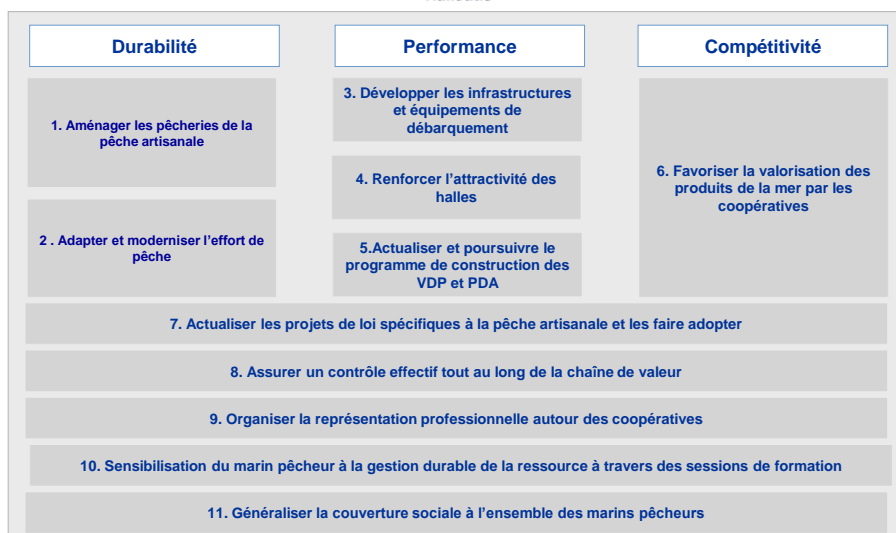 Durabilité
Performance
Compétitivité
1. Aménager les pêcheries de la
pêche artisanale
2 . Adapter et moderniser l'effort de
pêche
3. Développer les infrastructures
et équipements de
débarquement
4. Renforcer l'attractivité des
halles
5.Actualiser et poursuivre le
programme de construction des
VDP et PDA
6. Favoriser la valorisation des
produits de la mer par les
coopératives
7. Actualiser les projets de loi spécifiques à la pêche artisanale et les faire adopter
8. Assurer un contrôle effectif tout au long de la chaîne de valeur
9. Organiser la représentation professionnelle autour des coopératives
10. Sensibilisation du marin pêcheur à la gestion durable de la ressource à travers des sessions de formation
11. Généraliser la couverture sociale à l'ensemble des marins pêcheurs